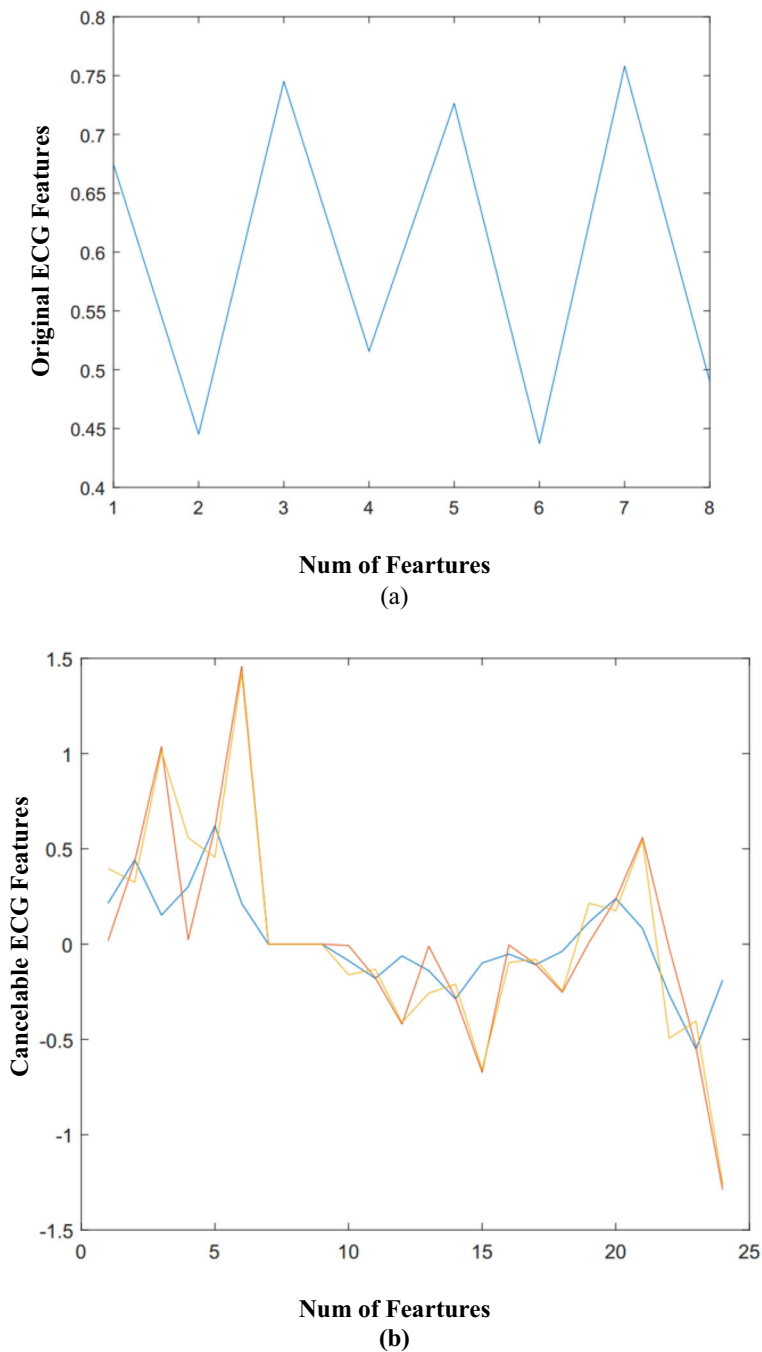 0.8
0.75
0.7
0.65
0.6
0.55
0.5
0.45
0.4
Original ECG Features
1 2 3 4 5 6 7 8
Num of Feartures
(a)
1.5
1
0.5
0
-0.5
-1
-1.5
Cancelable ECG Features
0 5 10 15 20 25
Num of Feartures
(b)